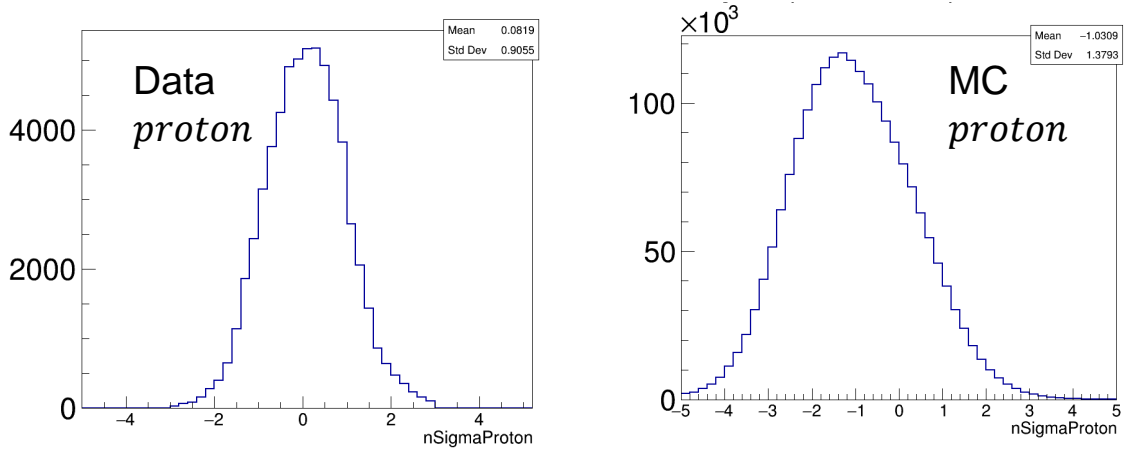 Mean 0.0819
Std Dev 0.9055
Data
proton
4000
2000
0
−4 −2 0 2 4
nSigmaProton
×10³
Mean −1.0309
Std Dev 1.3793
MC
proton
100
50
0
−5 −4 −3 −2 −1 0 1 2 3 4 5
nSigmaProton